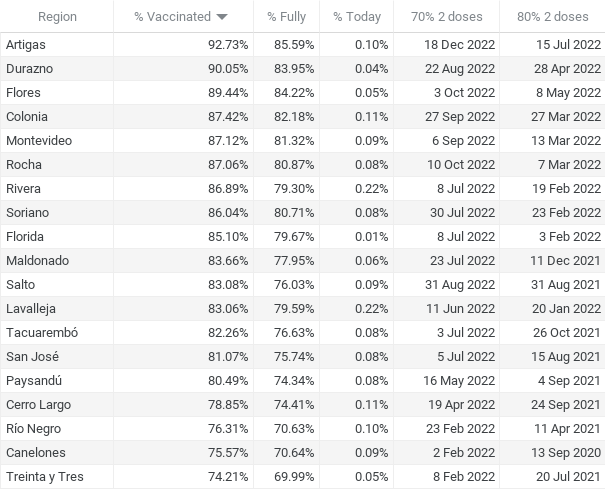 Region % Vaccinated % Fully % Today 70% 2 doses 80% 2 doses
Artigas 92.73% 85.59% 0.10% 18 Dec 2022 15 Jul 2022
Durazno 90.05% 83.95% 0.04% 22 Aug 2022 28 Apr 2022
Flores 89.44% 84.22% 0.05% 3 Oct 2022 8 May 2022
Colonia 87.42% 82.18% 0.11% 27 Sep 2022 27 Mar 2022
Montevideo 87.12% 81.32% 0.09% 6 Sep 2022 13 Mar 2022
Rocha 87.06% 80.87% 0.08% 10 Oct 2022 7 Mar 2022
Rivera 86.89% 79.30% 0.22% 8 Jul 2022 19 Feb 2022
Soriano 86.04% 80.71% 0.08% 30 Jul 2022 23 Feb 2022
Florida 85.10% 79.67% 0.01% 8 Jul 2022 3 Feb 2022
Maldonado 83.66% 77.95% 0.06% 23 Jul 2022 11 Dec 2021
Salto 83.08% 76.03% 0.09% 31 Aug 2022 31 Aug 2021
Lavalleja 83.06% 79.59% 0.22% 11 Jun 2022 20 Jan 2022
Tacuarembó 82.26% 76.63% 0.08% 3 Jul 2022 26 Oct 2021
San José 81.07% 75.74% 0.08% 5 Jul 2022 15 Aug 2021
Paysandú 80.49% 74.34% 0.08% 16 May 2022 4 Sep 2021
Cerro Largo 78.85% 74.41% 0.11% 19 Apr 2022 24 Sep 2021
Río Negro 76.31% 70.63% 0.10% 23 Feb 2022 11 Apr 2021
Canelones 75.57% 70.64% 0.09% 2 Feb 2022 13 Sep 2020
Treinta y Tres 74.21% 69.99% 0.05% 8 Feb 2022 20 Jul 2021